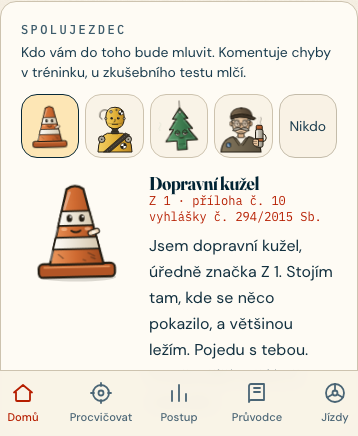 SPOLUJEZDEC
Kdo vám do toho bude mluvit. Komentuje chyby
v tréninku, u zkušebního testu mlčí.
Nikdo
Dopravní kužel
Z 1 · příloha č. 10
vyhlášky č. 294/2015 Sb.
Jsem dopravní kužel,
úředně značka Z 1. Stojím
tam, kde se něco
pokazilo, a většinou
ležím. Pojedu s tebou.
Domů
Procvičovat
Postup
Průvodce
Jízdy